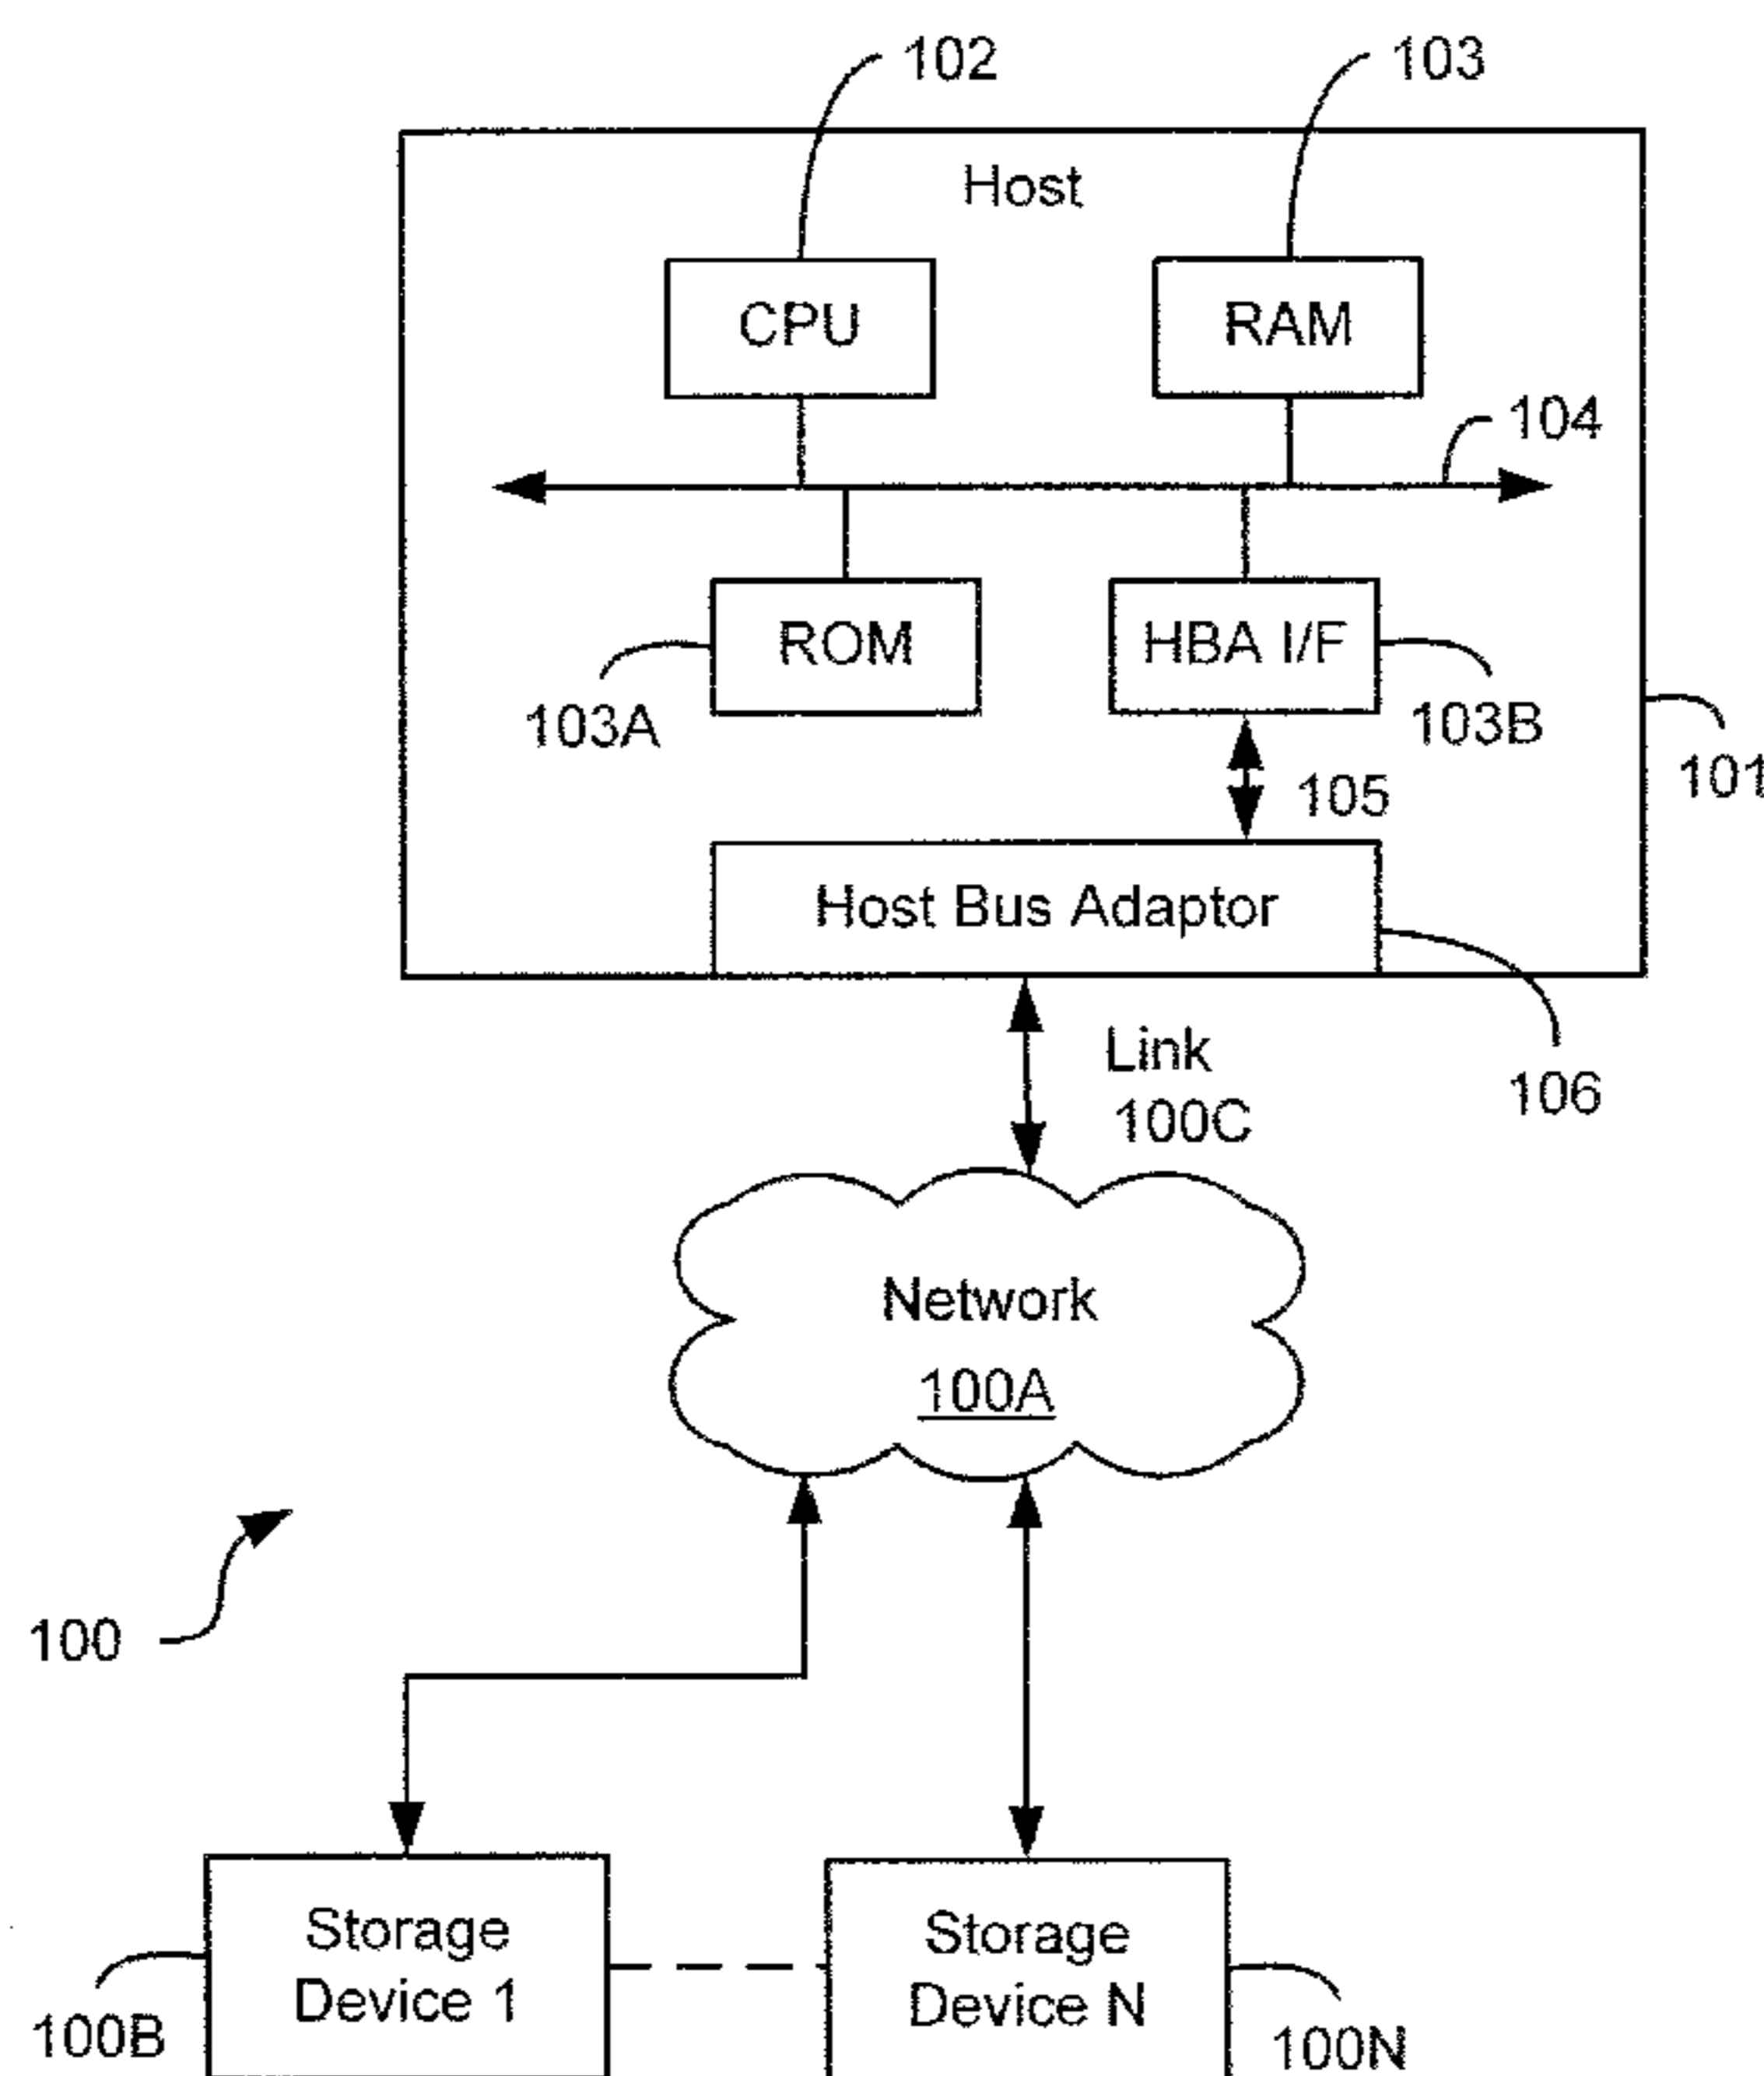 102
103
Host
CPU
RAM
104
ROM
HBA I/F
103A
103B
101
105
Host Bus Adaptor
Link
100C
106
Network
100A
100
Storage
Device 1
Storage
Device N
100B
100N